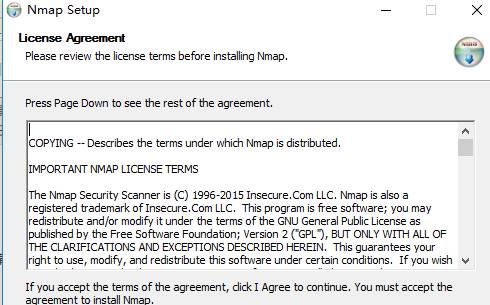 Nmap Setup
License Agreement
Please review the license terms before installing Nmap.
Press Page Down to see the rest of the agreement.
COPYING -- Describes the terms under which Nmap is distributed.
IMPORTANT NMAP LICENSE TERMS
The Nmap Security Scanner is (C) 1996-2015 Insecure.Com LLC. Nmap is also a
registered trademark of Insecure.Com LLC.  This program is free software; you may
redistribute and/or modify it under the terms of the GNU General Public License as
published by the Free Software Foundation; Version 2 ("GPL"), BUT ONLY WITH ALL OF
THE CLARIFICATIONS AND EXCEPTIONS DESCRIBED HEREIN.  This guarantees your
right to use, modify, and redistribute this software under certain conditions.  If you wish
If you accept the terms of the agreement, click I Agree to continue. You must accept the
agreement to install Nmap.